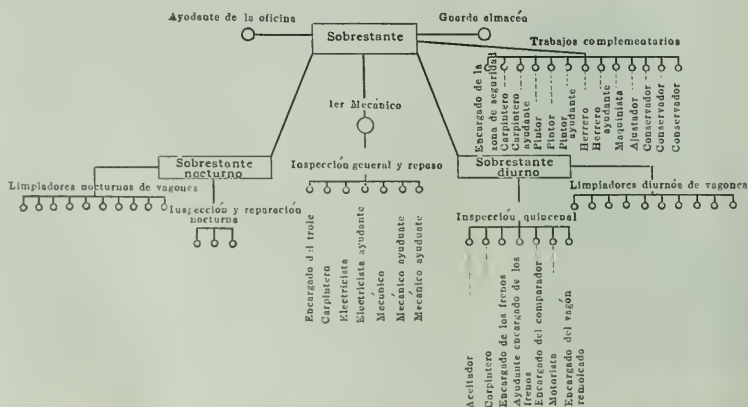 Ayudante de la oficina
Guarda almacén
Sobrestante
Trabajos complementarios
Encargado de la
zona de seguridad
Carpintero
Carpintero
ayudante
Pintor
Pintor
Pintor
ayudante
Herrero
Herrero
ayudante
Maquinista
Ajustador
Conservador
Conservador
Conservador
1er Mecánico
Sobrestante
nocturno
Inspección general y reposo
Sobrestante
diurno
Limpiadores nocturnos de vagones
Limpiadores diurnos de vagones
Inspección y reparación
nocturna
Inspección quincenal
Encargado del trole
Carpintero
Electricista
Electricista ayudante
Mecánico
Mecánico ayudante
Mecánico ayudante
Aceitador
Carpintero
Encargado de los frenos
Ayudante encargado de los
frenos
Encargado del comparador
Motorista
Encargado del vagón
remolcado